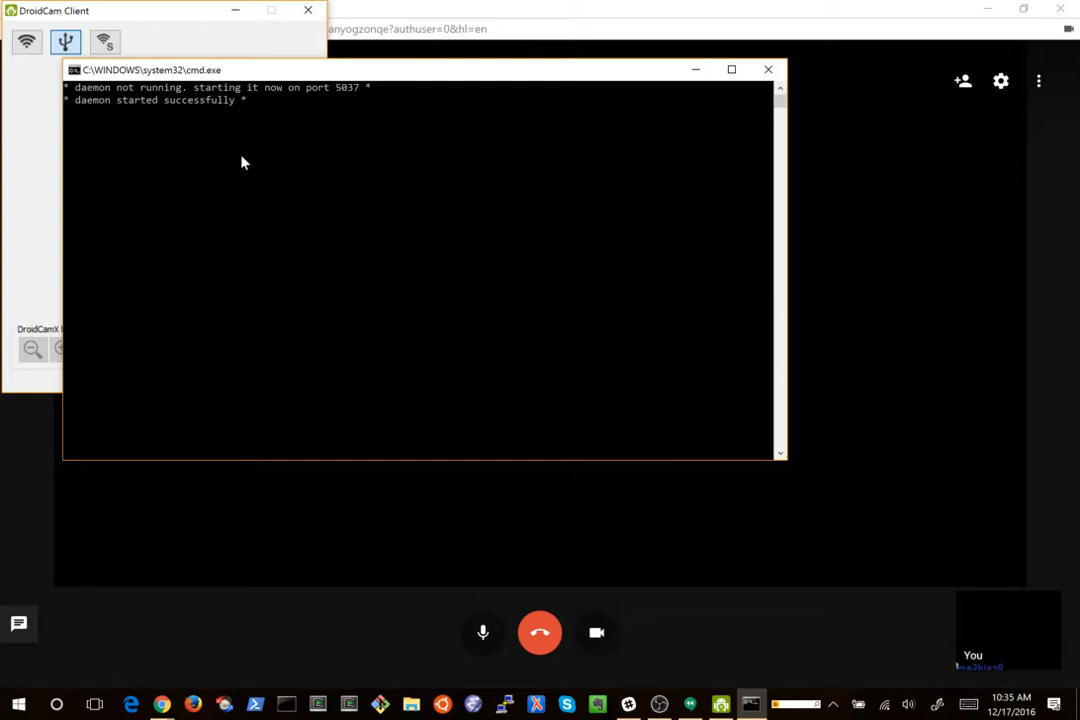 DroidCam Client
anyogzonqe?authuser=0&hl=en
S
C:\WINDOWS\system32\cmd.exe
* daemon not running. starting it now on port 5037 *
* daemon started successfully *
DroidCamX
You
DroidCam
10:35 AM
12/17/2016